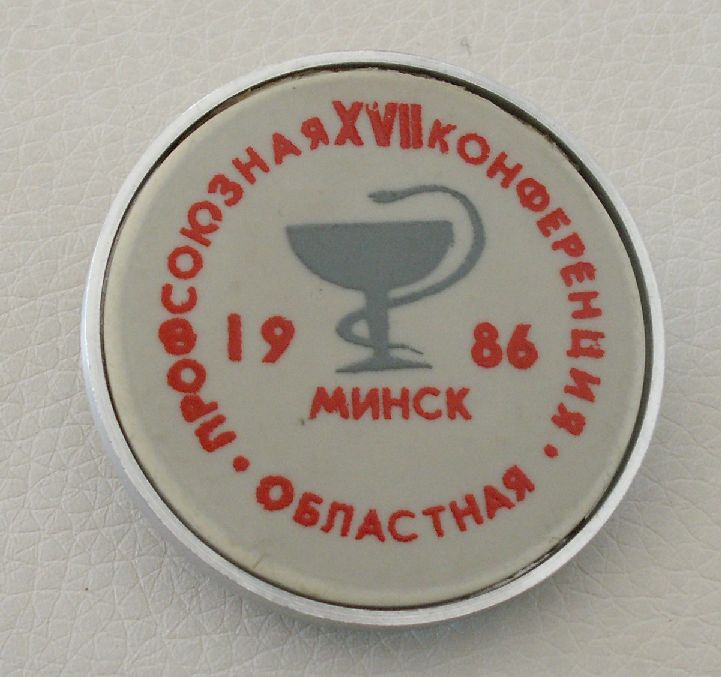 ПРОФСОЮЗНАЯ XVII КОНФЕРЕНЦИЯ
19 86
МИНСК
• ОБЛАСТНАЯ •